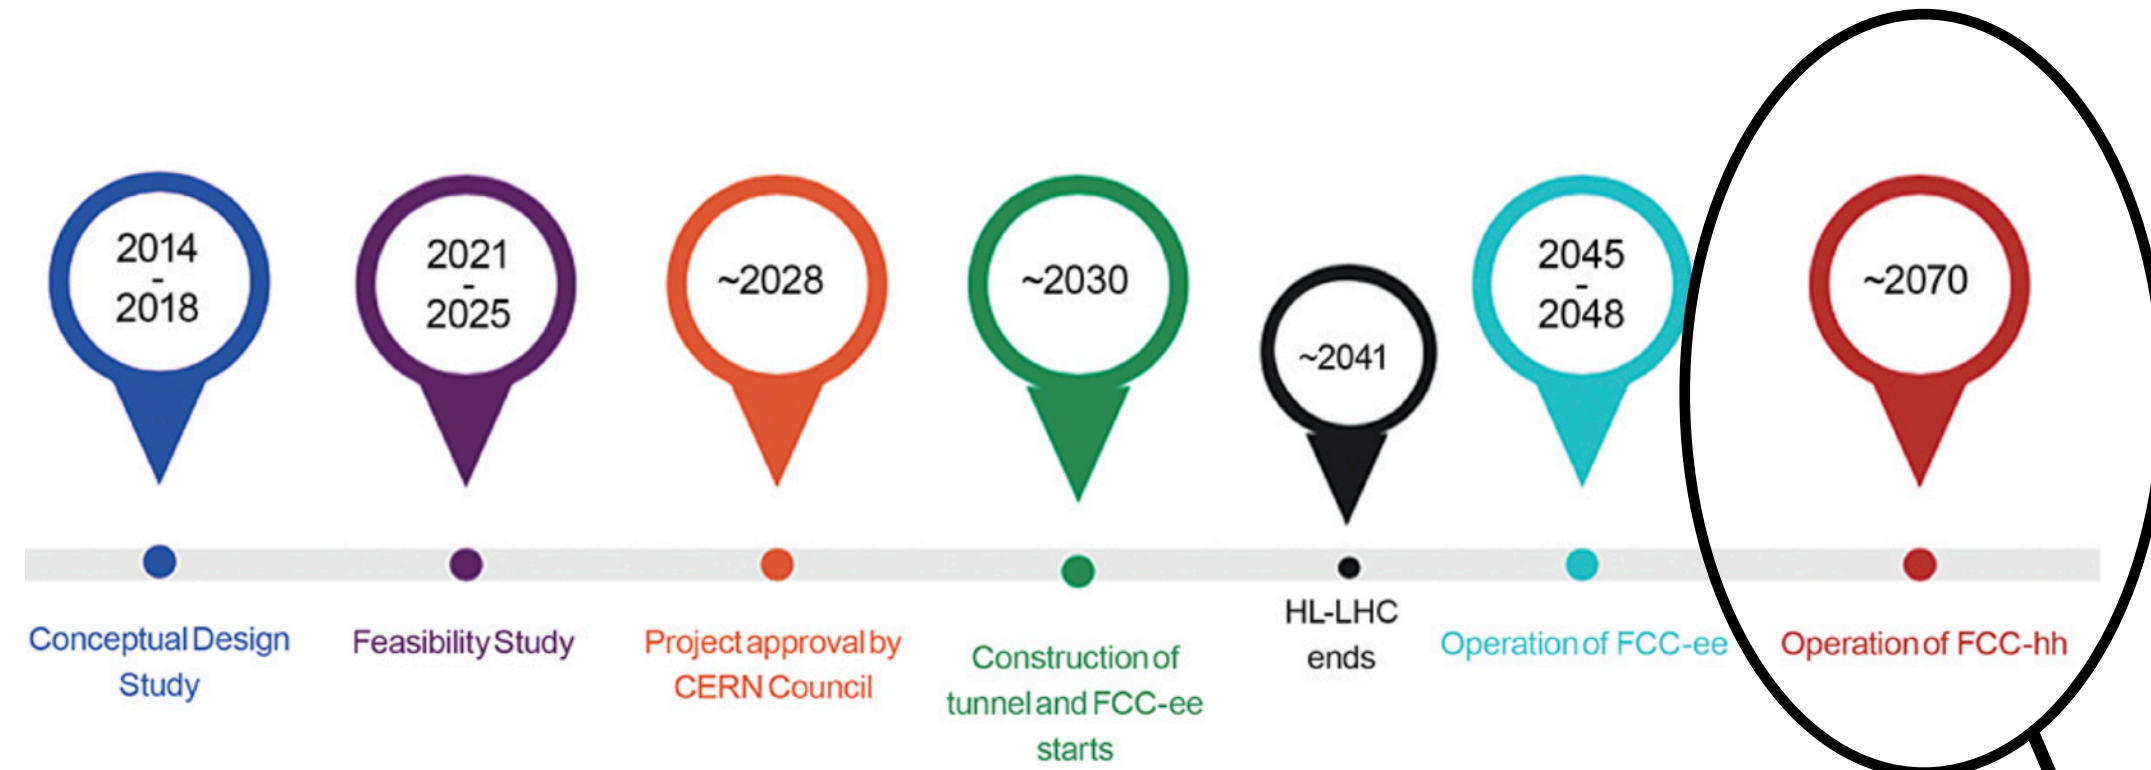 2014
-
2018
2021
-
2025
~2028
~2030
~2041
2045
-
2048
~2070
Conceptual Design
Study
Feasibility Study
Project approval by
CERN Council
Construction of
tunnel and FCC-ee
starts
HL-LHC
ends
Operation of FCC-ee
Operation of FCC-hh